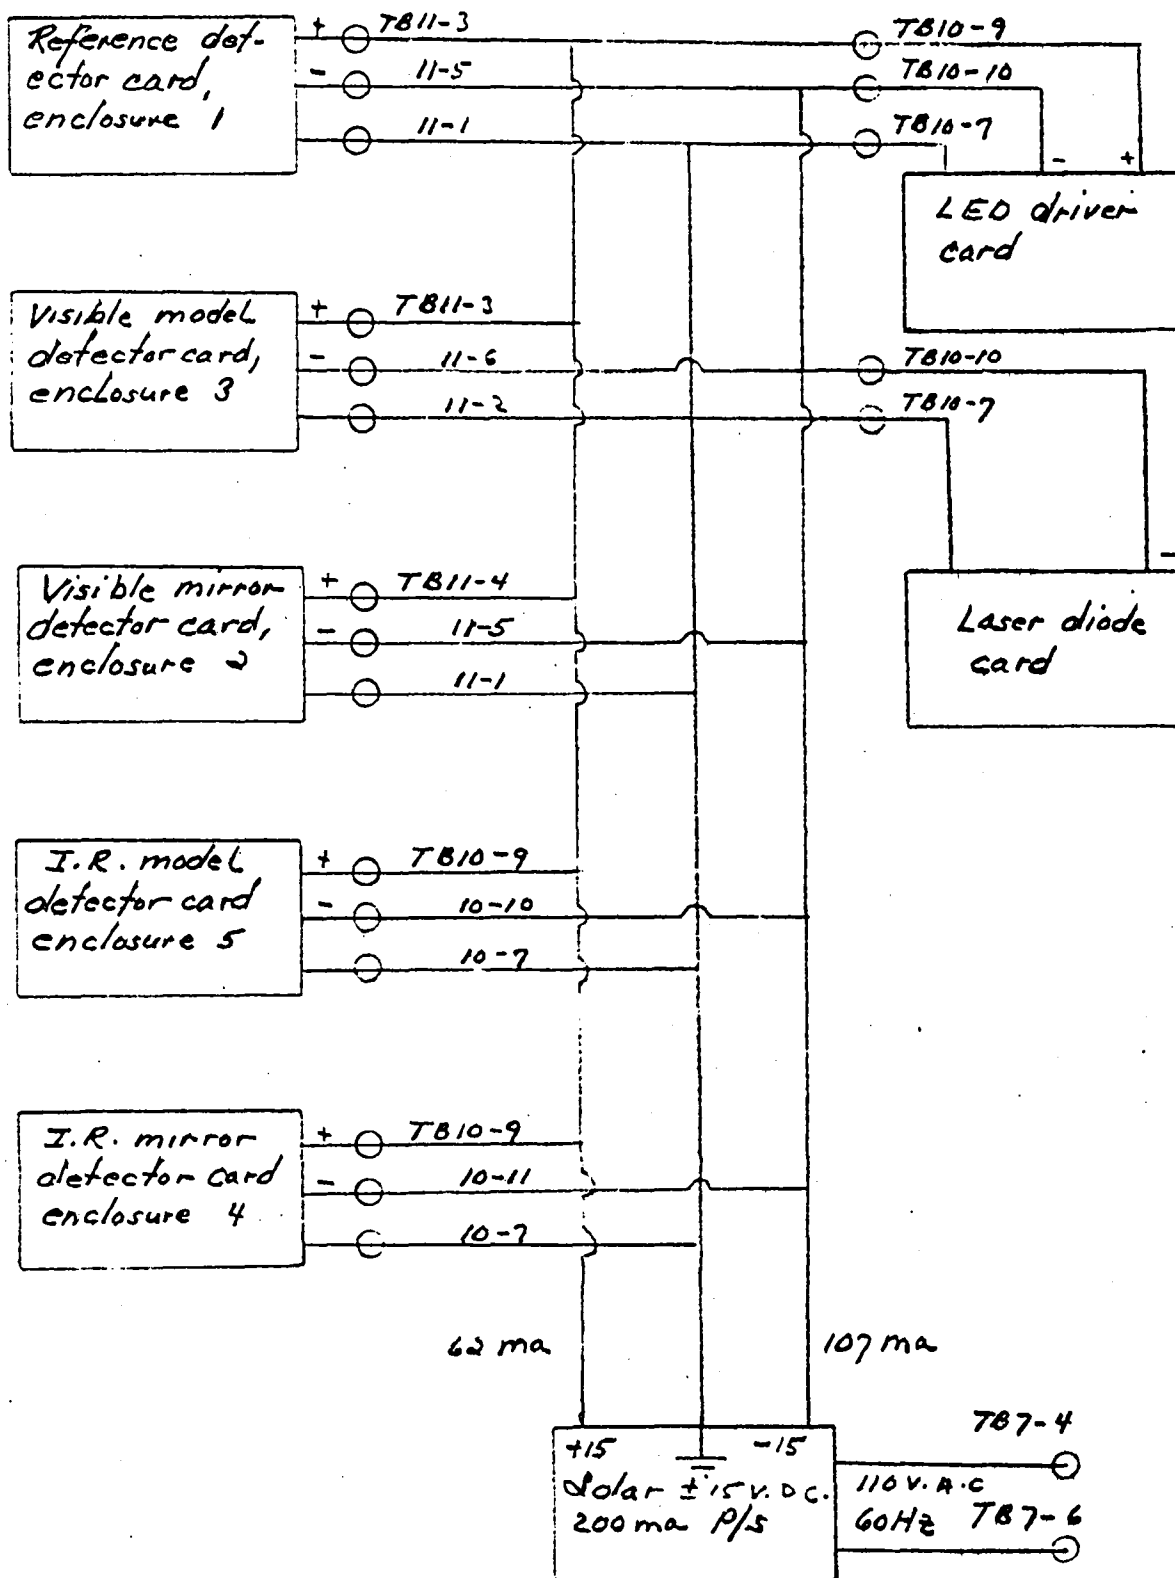 Reference det-
ector card,
enclosure 1
+ TB11-3
- 11-5
11-1
TB10-9
TB10-10
TB10-7
- +
LED driver
card
Visible model
detector card,
enclosure 3
+ TB11-3
- 11-6
11-2
TB10-10
TB10-7
-
Laser diode
card
Visible mirror
detector card,
enclosure 2
+ TB11-4
- 11-5
11-1
I.R. model
detector card
enclosure 5
+ TB10-9
- 10-10
10-7
I.R. mirror
detector card
enclosure 4
+ TB10-9
- 10-11
10-7
62 ma
107 ma
+15 -15
Solar ± 15 V.DC.
200 ma P/S
TB7-4
110 V. A.C
60Hz TB7-6